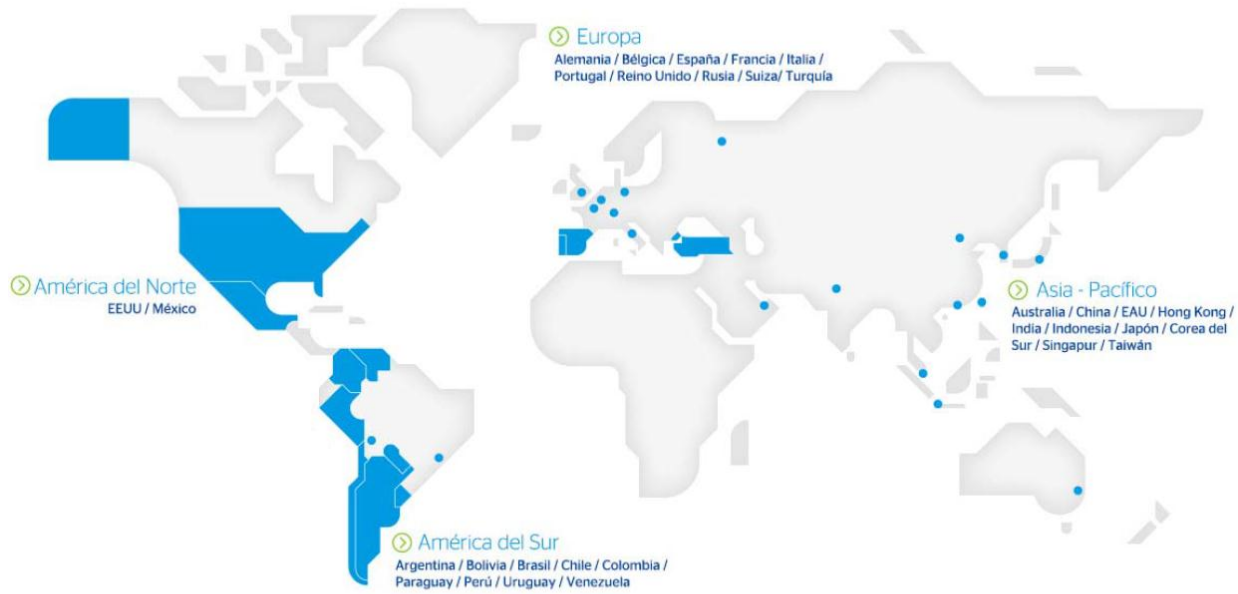 Europa
Alemania / Bélgica / España / Francia / Italia /
Portugal / Reino Unido / Rusia / Suiza/ Turquía
América del Norte
EEUU / México
Asia - Pacífico
Australia / China / EAU / Hong Kong /
India / Indonesia / Japón / Corea del
Sur / Singapur / Taiwán
América del Sur
Argentina / Bolivia / Brasil / Chile / Colombia /
Paraguay / Perú / Uruguay / Venezuela